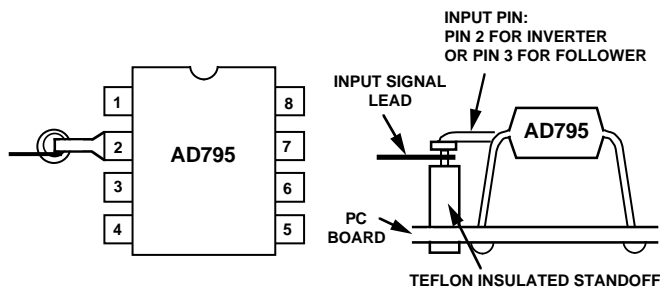 1
2
3
4
AD795
8
7
6
5
INPUT PIN:
PIN 2 FOR INVERTER
OR PIN 3 FOR FOLLOWER
INPUT SIGNAL
LEAD
AD795
PC
BOARD
TEFLON INSULATED STANDOFF